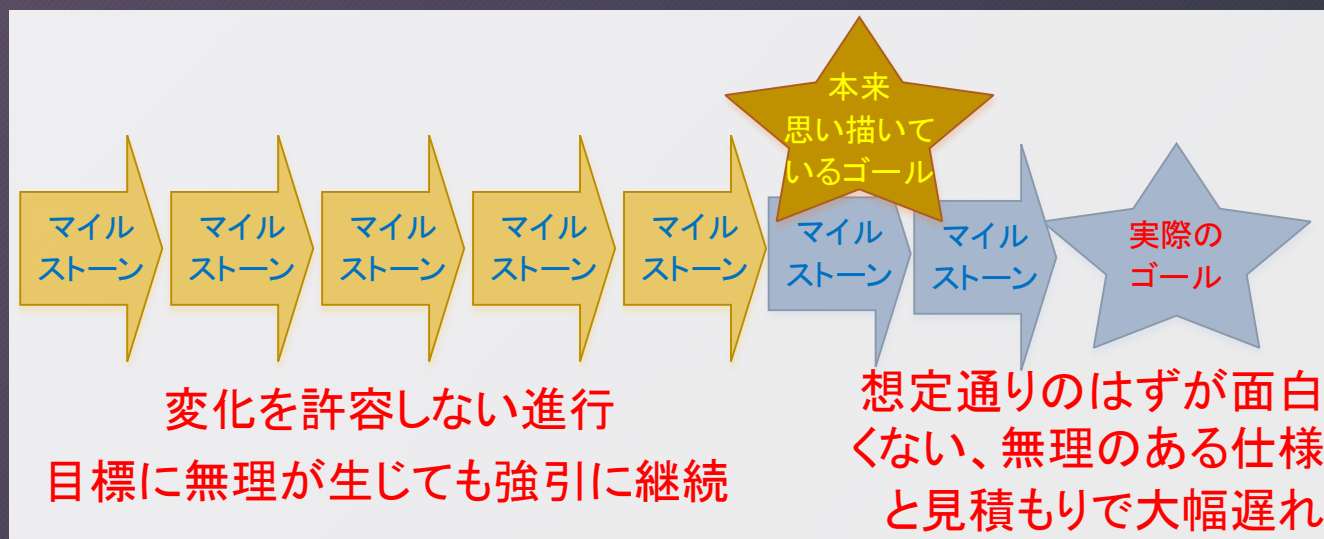 本来
思い描いて
いるゴール
マイル
ストーン
マイル
ストーン
マイル
ストーン
マイル
ストーン
マイル
ストーン
マイル
ストーン
マイル
ストーン
実際の
ゴール
変化を許容しない進行
目標に無理が生じても強引に継続
想定通りのはずが面白
くない、無理のある仕様
と見積もりで大幅遅れ